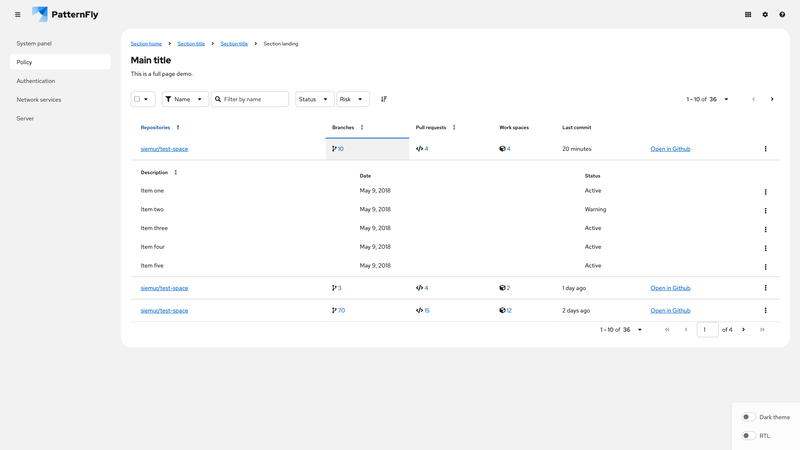 PatternFly
System panel
Policy
Authentication
Network services
Server
Section home Section title Section title Section landing
Main title
This is a full page demo.
Name Filter by name Status Risk 1 - 10 of 36
Repositories Branches Pull requests Work spaces Last commit
siemur/test-space 10 4 4 20 minutes Open in Github
Description Date Status
Item one May 9, 2018 Active
Item two May 9, 2018 Warning
Item three May 9, 2018 Active
Item four May 9, 2018 Active
Item five May 9, 2018 Active
siemur/test-space 3 4 2 1 day ago Open in Github
siemur/test-space 70 15 12 2 days ago Open in Github
1 - 10 of 36 1 of 4
Dark theme
RTL